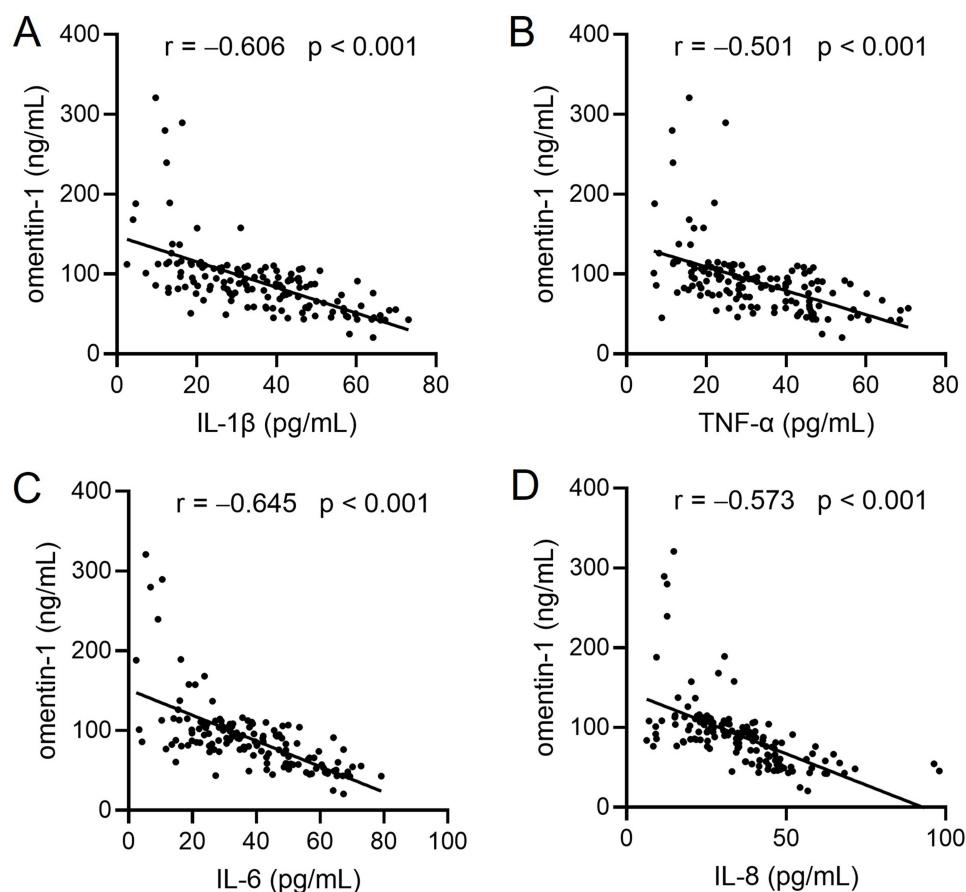 A
r = −0.606 p < 0.001
omentin-1 (ng/mL)
400
300
200
100
0
0 20 40 60 80
IL-1β (pg/mL)
B
r = −0.501 p < 0.001
omentin-1 (ng/mL)
400
300
200
100
0
0 20 40 60 80
TNF-α (pg/mL)
C
r = −0.645 p < 0.001
omentin-1 (ng/mL)
400
300
200
100
0
0 20 40 60 80 100
IL-6 (pg/mL)
D
r = −0.573 p < 0.001
omentin-1 (ng/mL)
400
300
200
100
0
0 50 100
IL-8 (pg/mL)